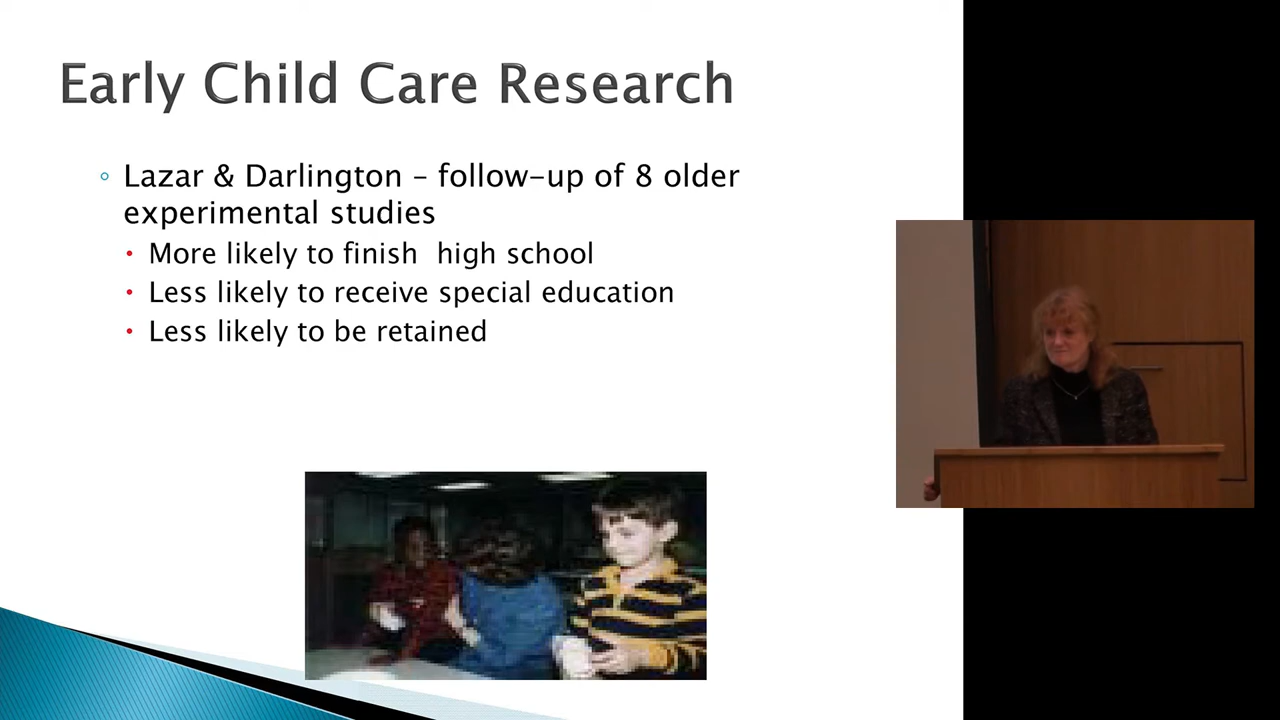 Early Child Care Research
◦ Lazar & Darlington – follow-up of 8 older
experimental studies
• More likely to finish  high school
• Less likely to receive special education
• Less likely to be retained